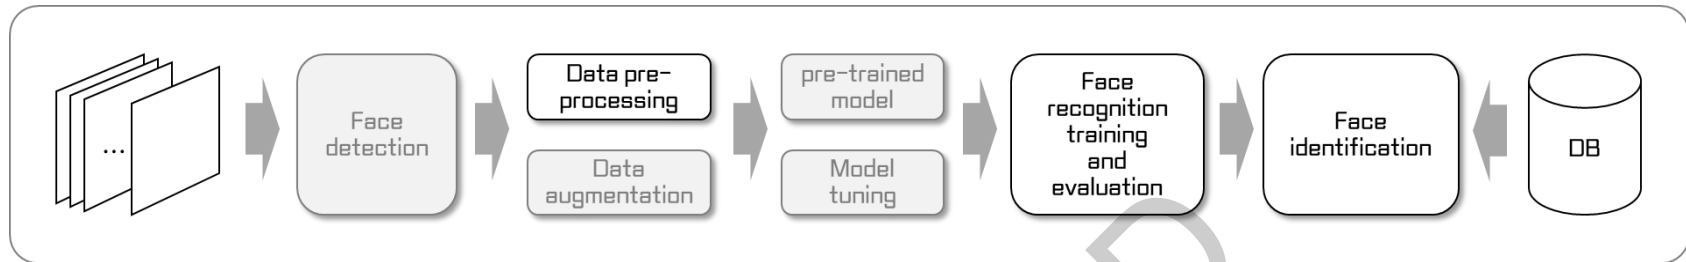 ...
Face
detection
Data pre-
processing
Data
augmentation
pre-trained
model
Model
tuning
Face
recognition
training
and
evaluation
Face
identification
DB